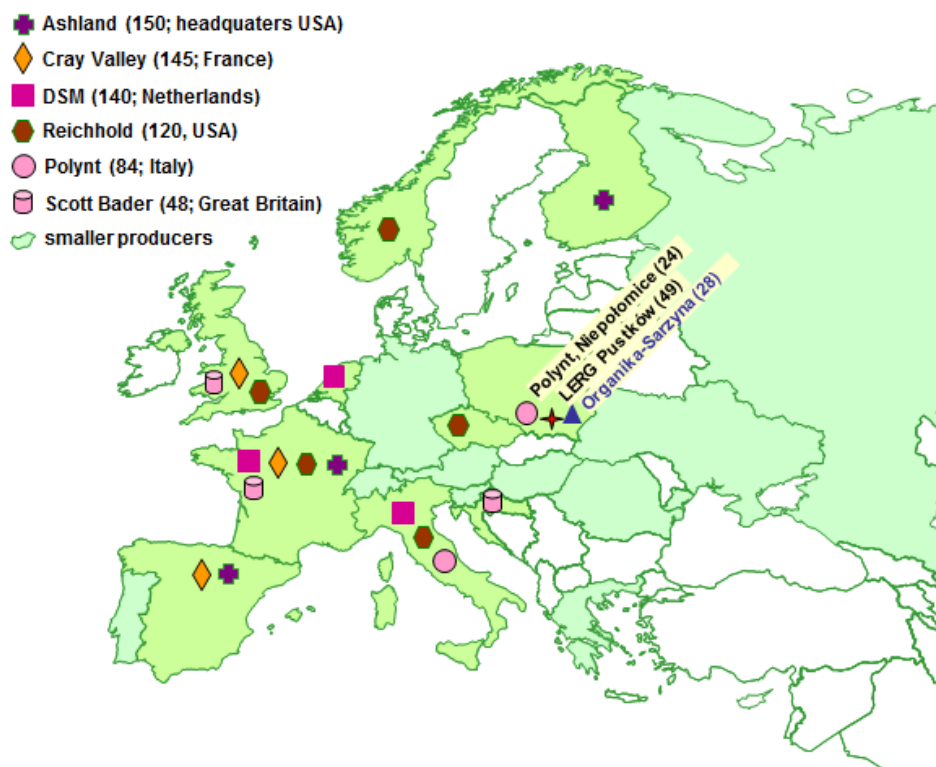 Ashland (150; headquaters USA)
Cray Valley (145; France)
DSM (140; Netherlands)
Reichhold (120, USA)
Polynt (84; Italy)
Scott Bader (48; Great Britain)
smaller producers
Polynt, Niepołomice (24)
LERG Pustków (49)
Organika-Sarzyna (28)